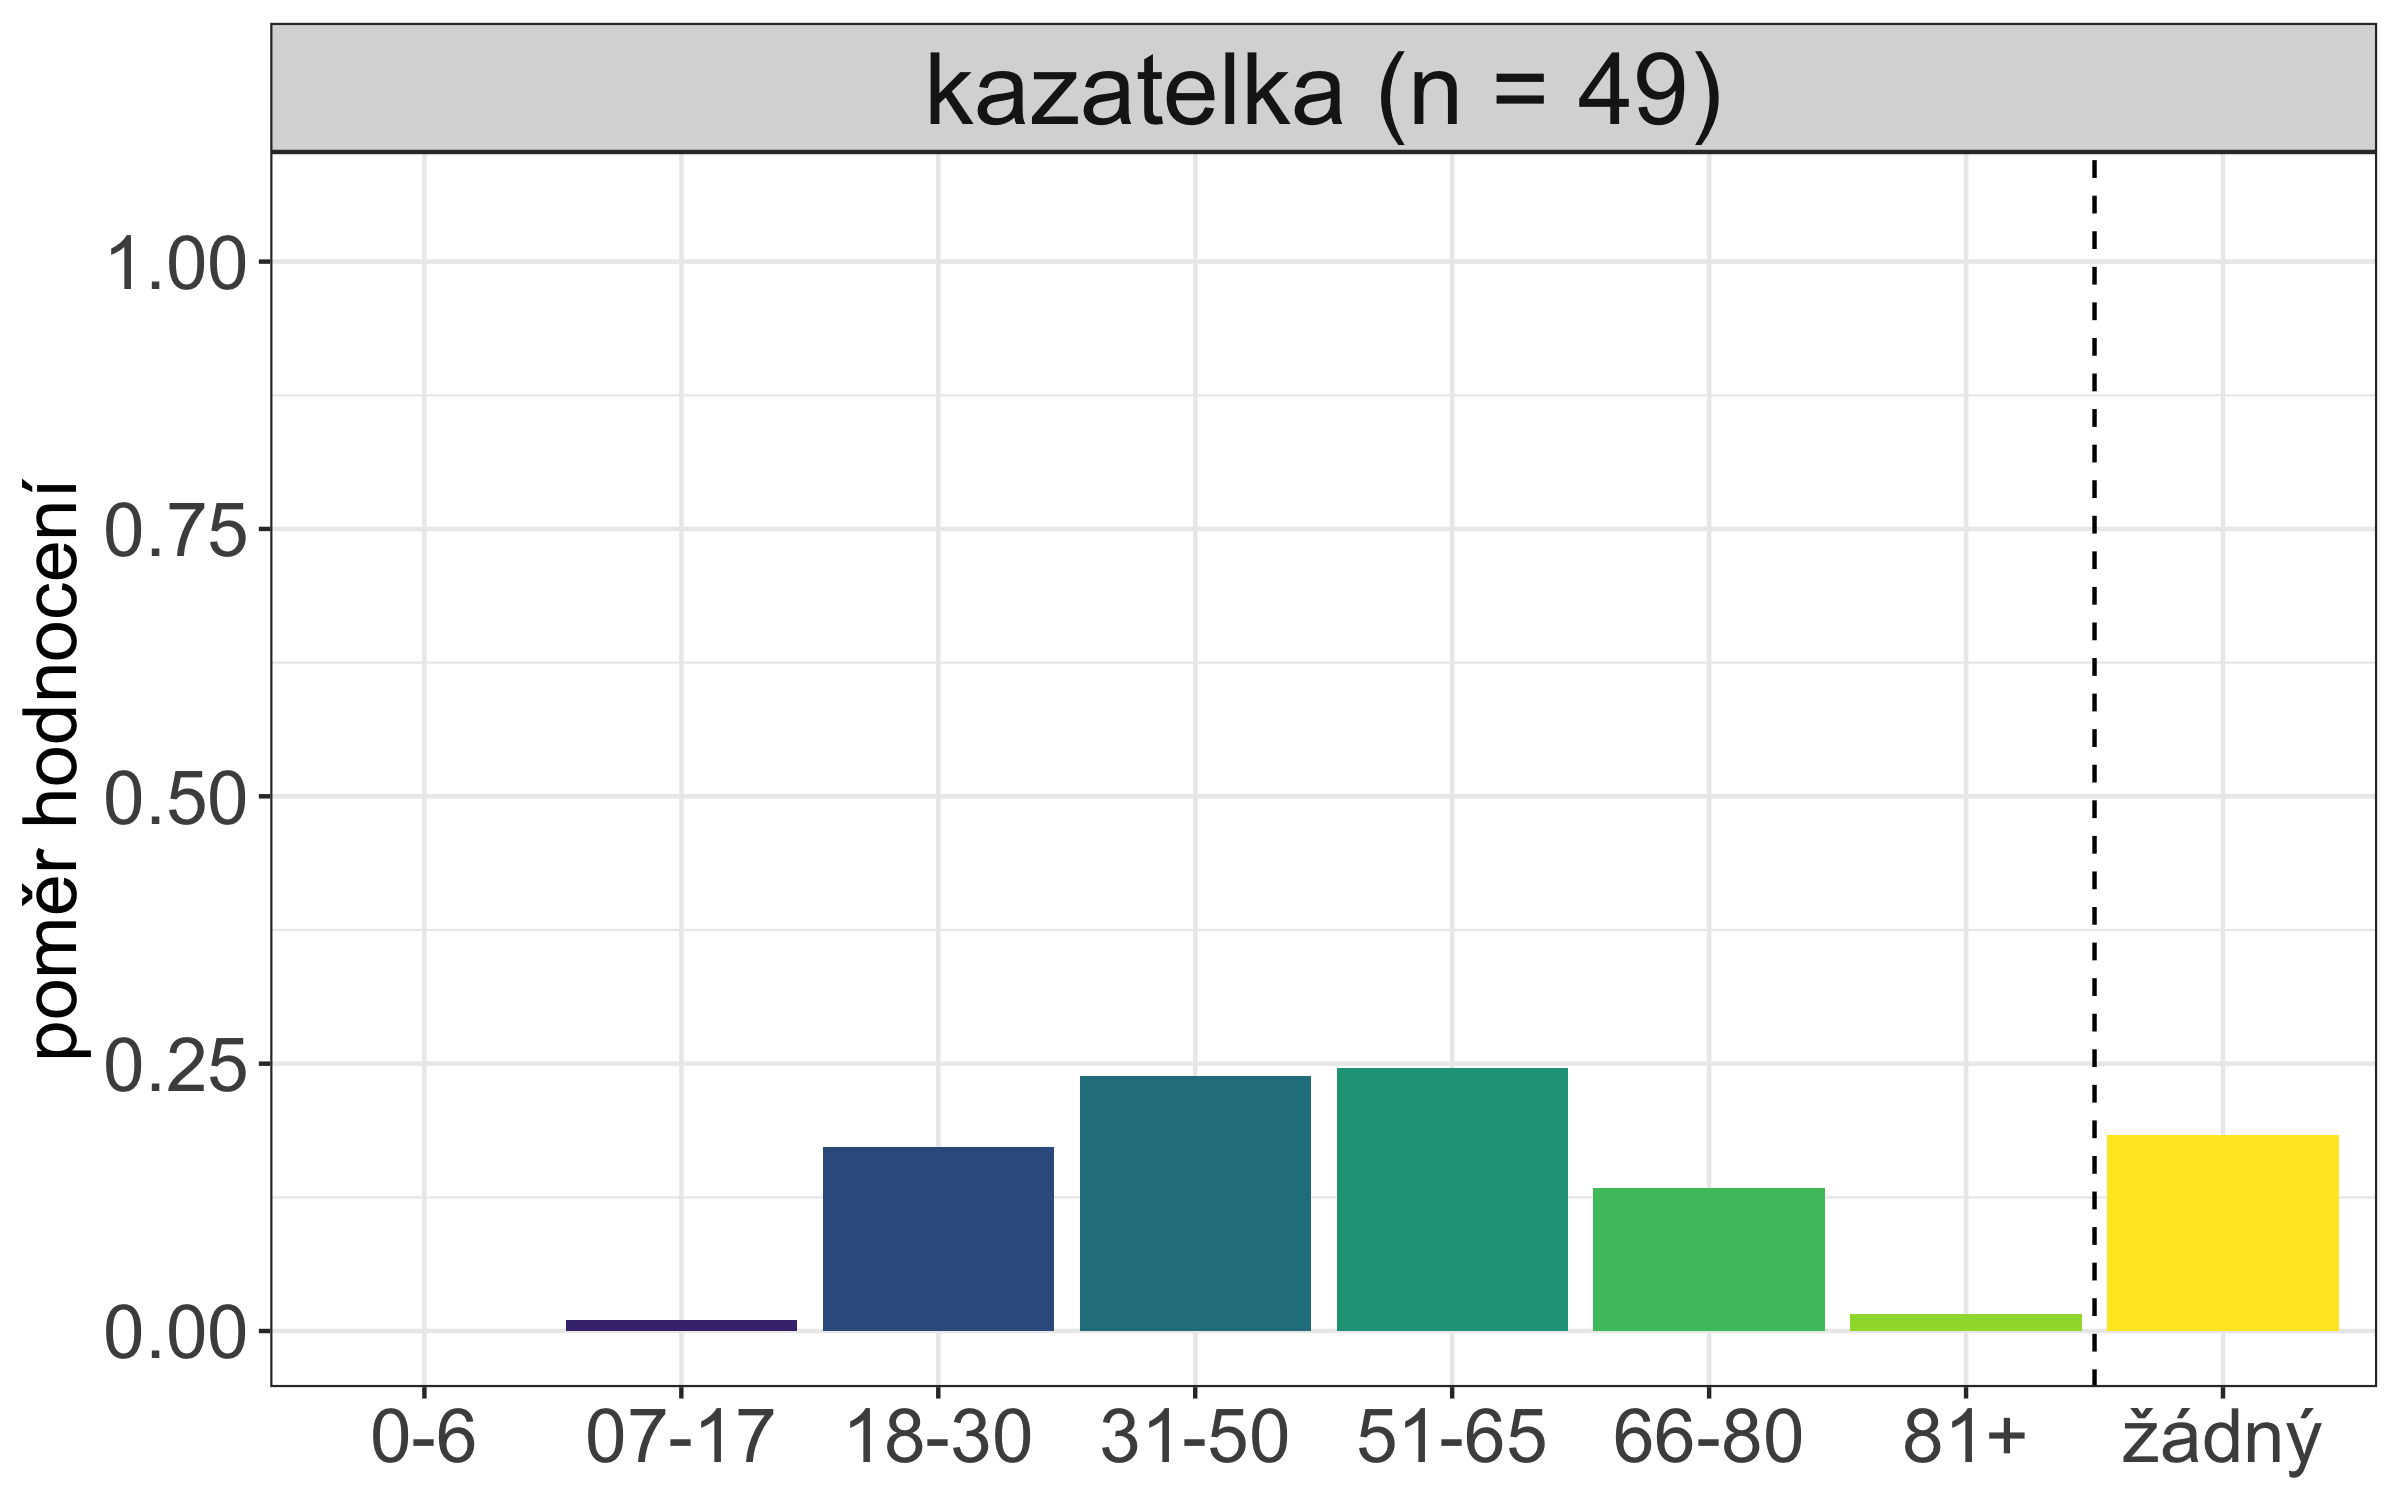 kazatelka (n = 49)
poměr hodnocení
1.00
0.75
0.50
0.25
0.00
0-6 07-17 18-30 31-50 51-65 66-80 81+ žádný